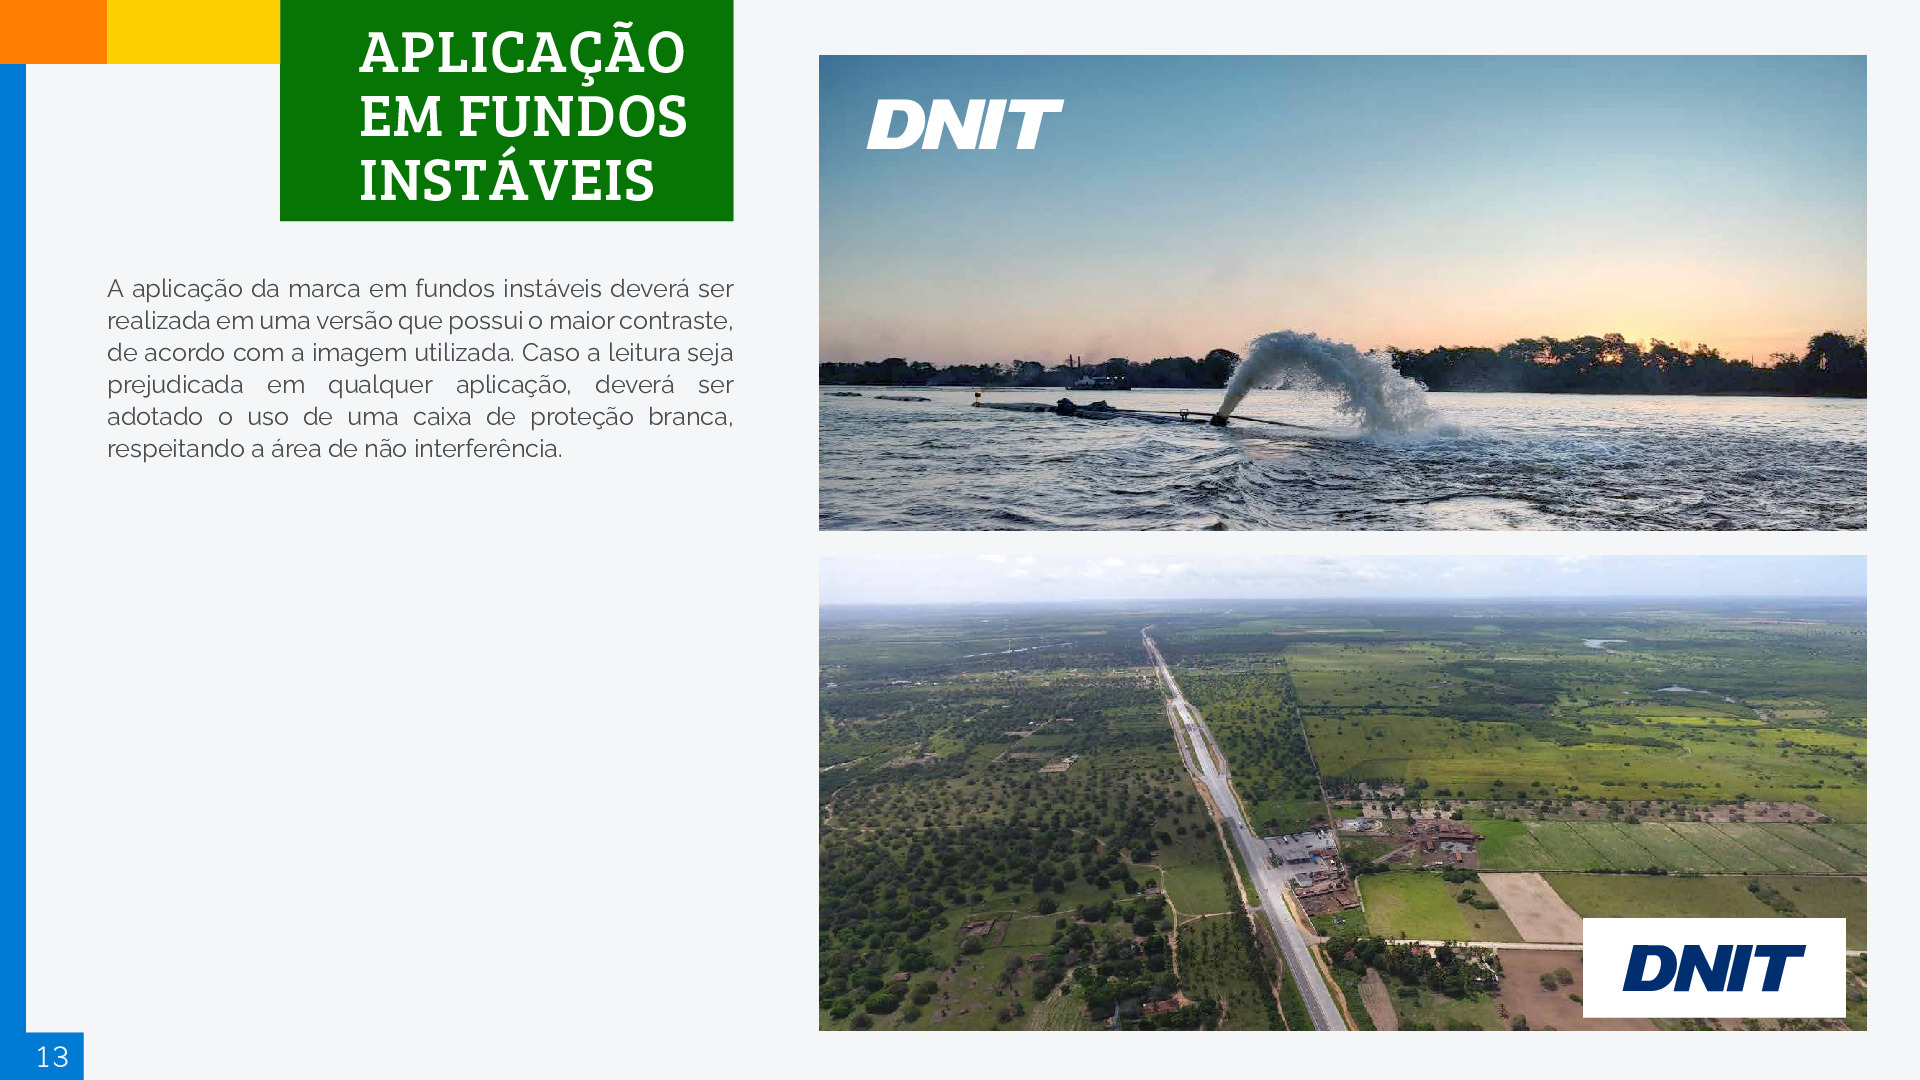 APLICAÇÃO
EM FUNDOS
INSTÁVEIS
A aplicação da marca em fundos instáveis deverá ser
realizada em uma versão que possui o maior contraste,
de acordo com a imagem utilizada. Caso a leitura seja
prejudicada em qualquer aplicação, deverá ser
adotado o uso de uma caixa de proteção branca,
respeitando a área de não interferência.
DNIT
DNIT
13